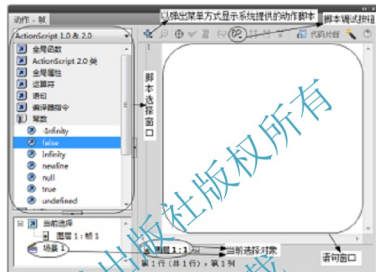 动作 - 帧
以弹出菜单方式显示系统提供的动作脚本
脚本调试按钮
ActionScript 1.0 & 2.0
代码片断
全局函数
ActionScript 2.0 类
全局属性
运算符
语句
编译器指令
常数
-Infinity
false
Infinity
newline
null
true
undefined
脚本选择窗口
1
当前选择
图层 1 : 帧 1
场景 1
图层 1 : 1
当前选择对象
语句窗口
第 1 行 (共 1 行)，第 1 列
出版社版权所有